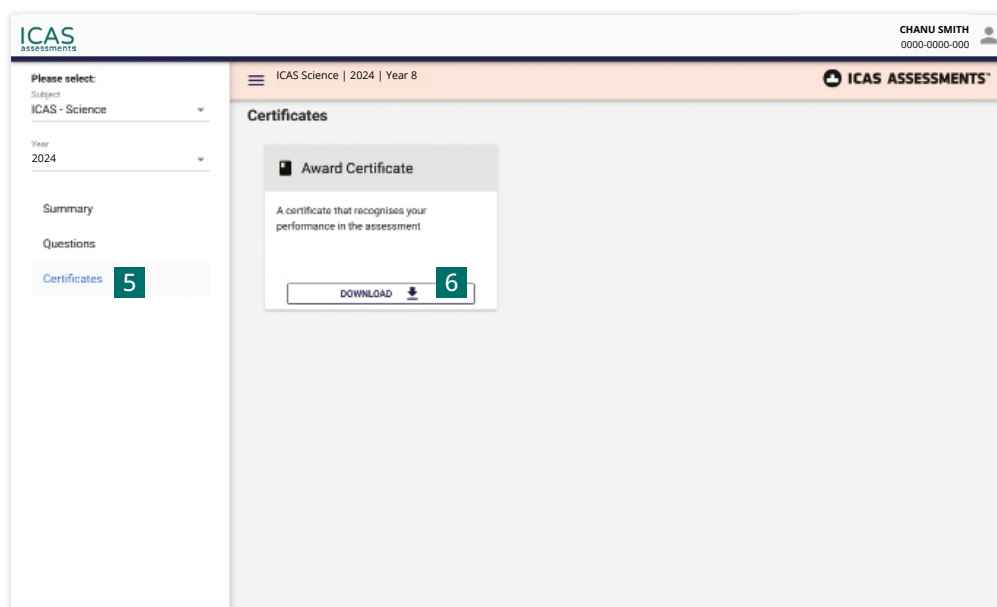 ICAS
assessments
CHANU SMITH
0000-0000-000
Please select:
Subject
ICAS - Science
Year
2024
Summary
Questions
Certificates 5
ICAS Science | 2024 | Year 8
ICAS ASSESSMENTS™
Certificates
Award Certificate
A certificate that recognises your
performance in the assessment
DOWNLOAD 6